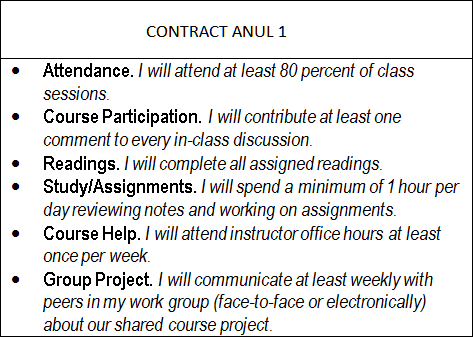 CONTRACT ANUL 1
• Attendance. I will attend at least 80 percent of class
sessions.
• Course Participation. I will contribute at least one
comment to every in-class discussion.
• Readings. I will complete all assigned readings.
• Study/Assignments. I will spend a minimum of 1 hour per
day reviewing notes and working on assignments.
• Course Help. I will attend instructor office hours at least
once per week.
• Group Project. I will communicate at least weekly with
peers in my work group (face-to-face or electronically)
about our shared course project.